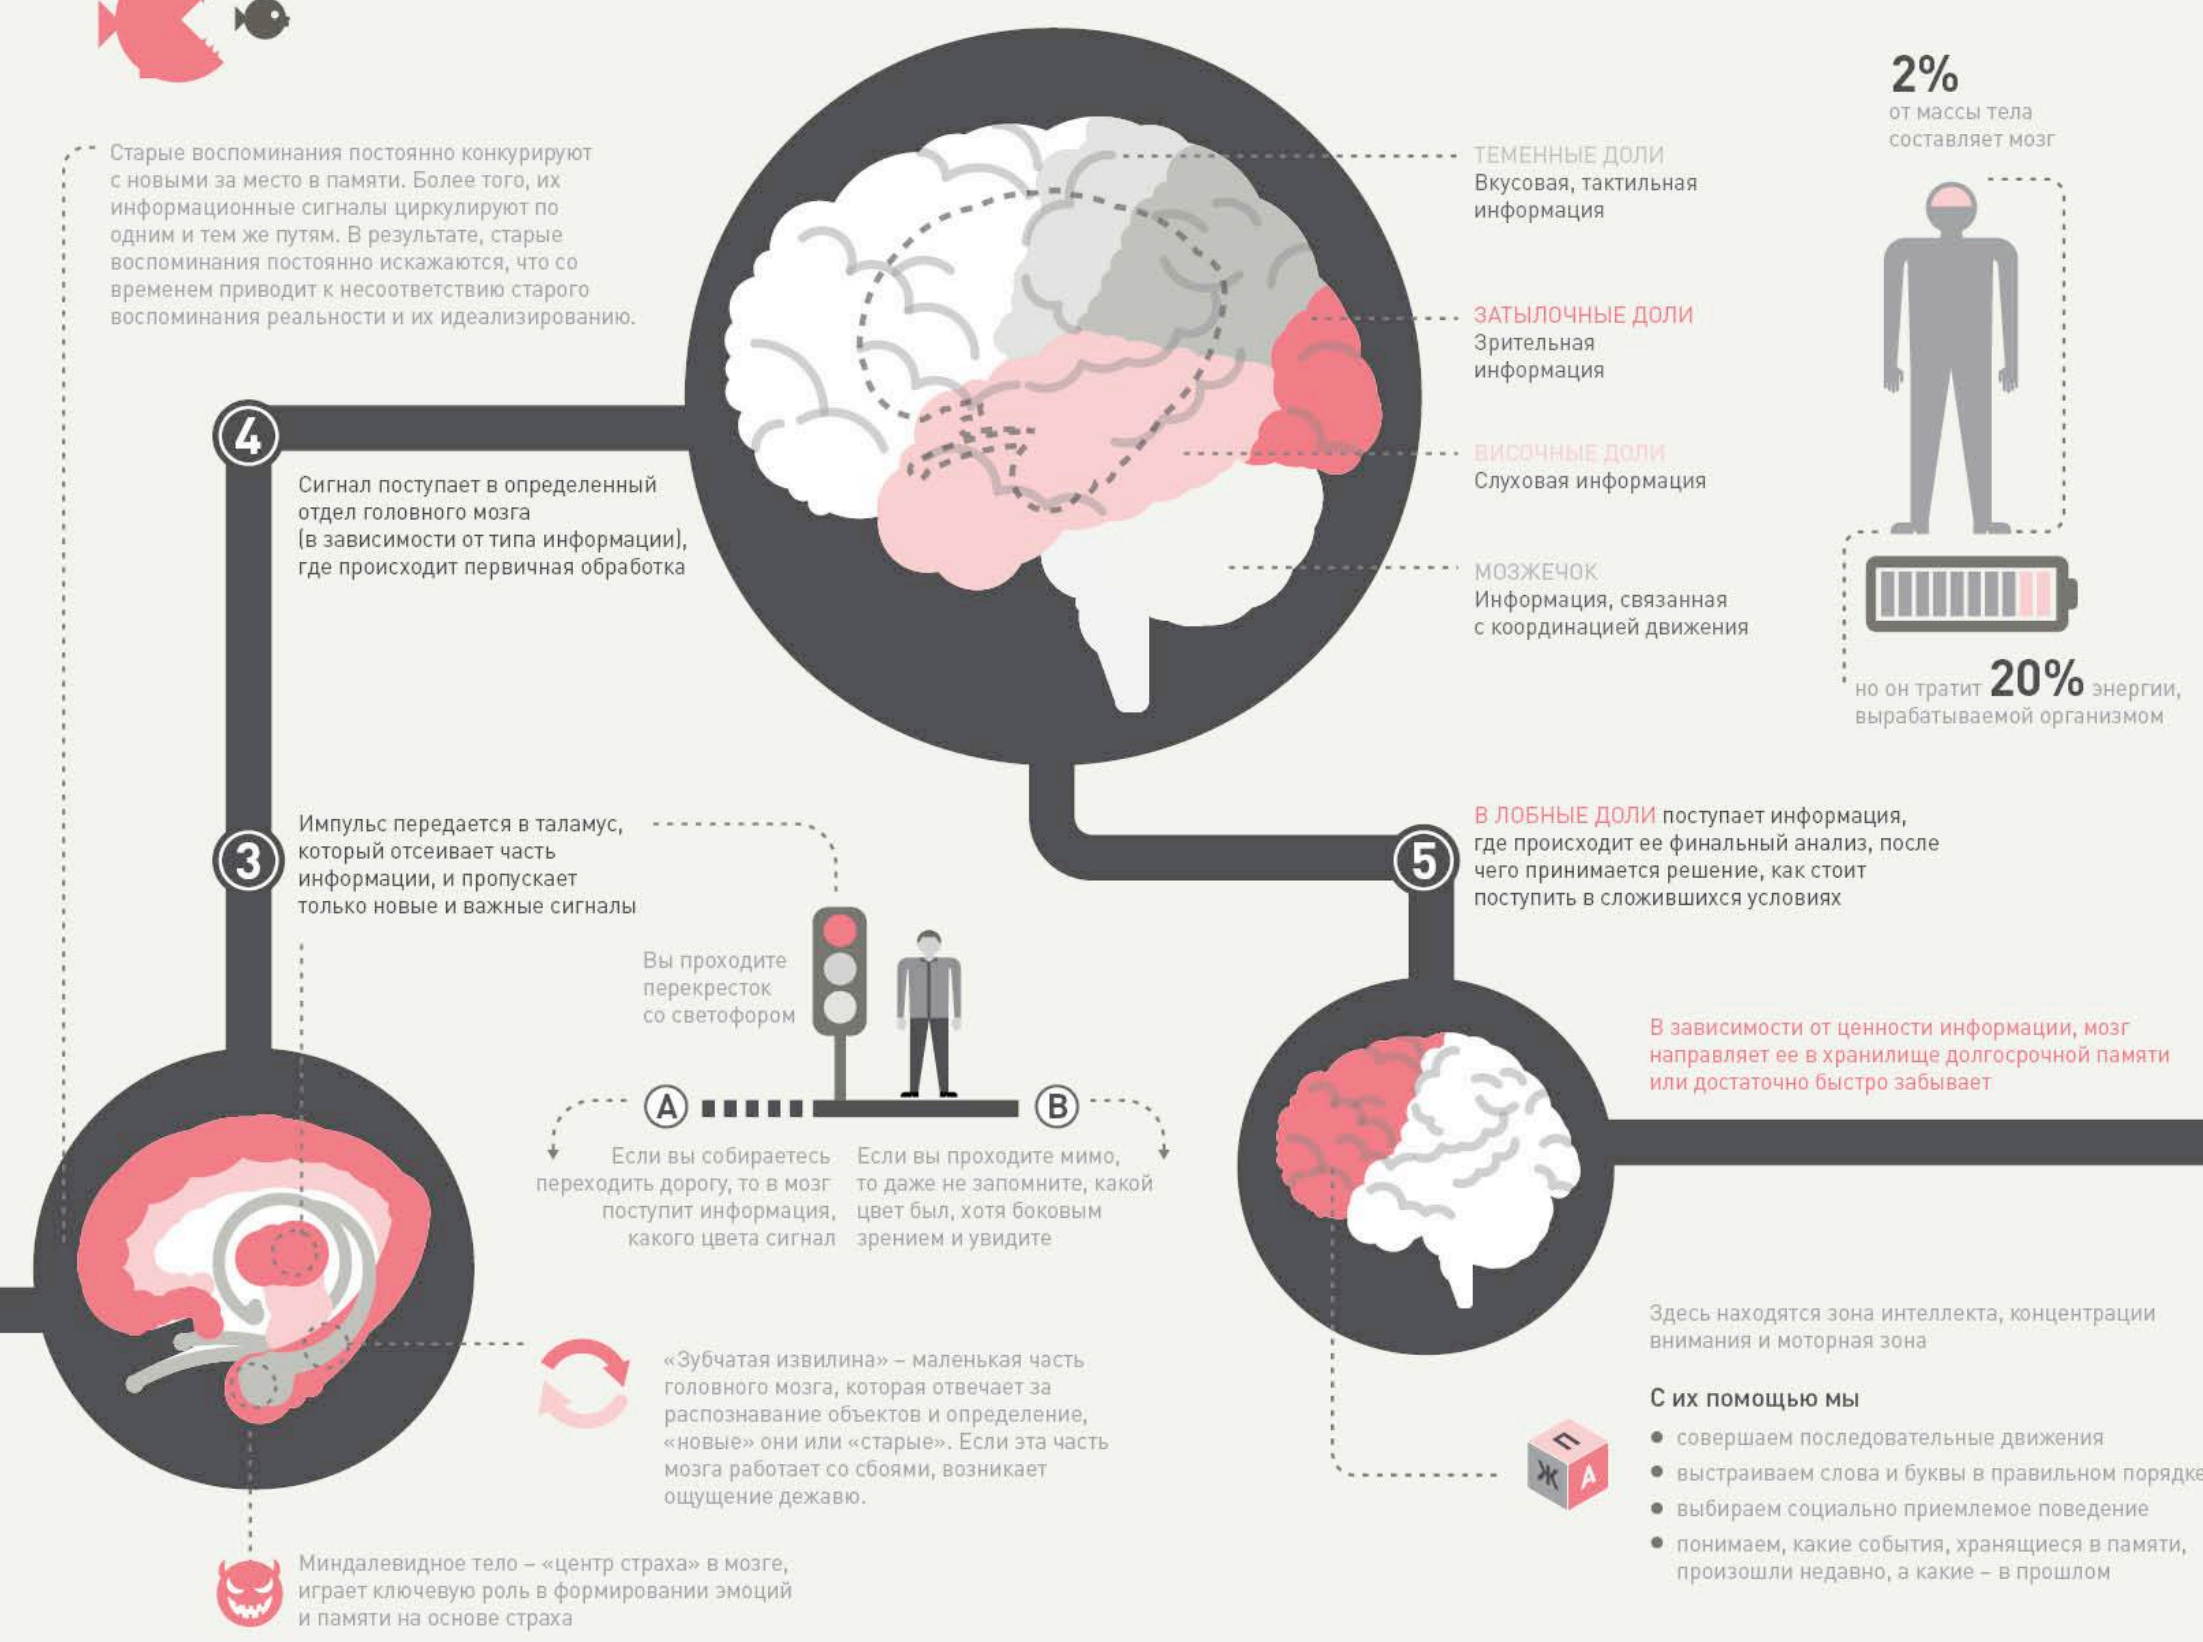 Старые воспоминания постоянно конкурируют
с новыми за место в памяти. Более того, их
информационные сигналы циркулируют по
одним и тем же путям. В результате, старые
воспоминания постоянно искажаются, что со
временем приводит к несоответствию старого
воспоминания реальности и их идеализированию.
4
Сигнал поступает в определенный
отдел головного мозга
(в зависимости от типа информации),
где происходит первичная обработка
ТЕМЕННЫЕ ДОЛИ
Вкусовая, тактильная
информация
ЗАТЫЛОЧНЫЕ ДОЛИ
Зрительная
информация
ВИСОЧНЫЕ ДОЛИ
Слуховая информация
МОЗЖЕЧОК
Информация, связанная
с координацией движения
2%
от массы тела
составляет мозг
но он тратит 20% энергии,
вырабатываемой организмом
3
Импульс передается в таламус,
который отсеивает часть
информации, и пропускает
только новые и важные сигналы
Вы проходите
перекресток
со светофором
A
Если вы собираетесь
переходить дорогу, то в мозг
поступит информация,
какого цвета сигнал
B
Если вы проходите мимо,
то даже не запомните, какой
цвет был, хотя боковым
зрением и увидите
«Зубчатая извилина» – маленькая часть
головного мозга, которая отвечает за
распознавание объектов и определение,
«новые» они или «старые». Если эта часть
мозга работает со сбоями, возникает
ощущение дежавю.
Миндалевидное тело – «центр страха» в мозге,
играет ключевую роль в формировании эмоций
и памяти на основе страха
5
В ЛОБНЫЕ ДОЛИ поступает информация,
где происходит ее финальный анализ, после
чего принимается решение, как стоит
поступить в сложившихся условиях
В зависимости от ценности информации, мозг
направляет ее в хранилище долгосрочной памяти
или достаточно быстро забывает
Здесь находятся зона интеллекта, концентрации
внимания и моторная зона
С их помощью мы
• совершаем последовательные движения
• выстраиваем слова и буквы в правильном порядке
• выбираем социально приемлемое поведение
• понимаем, какие события, хранящиеся в памяти,
произошли недавно, а какие – в прошлом
П
Ж А